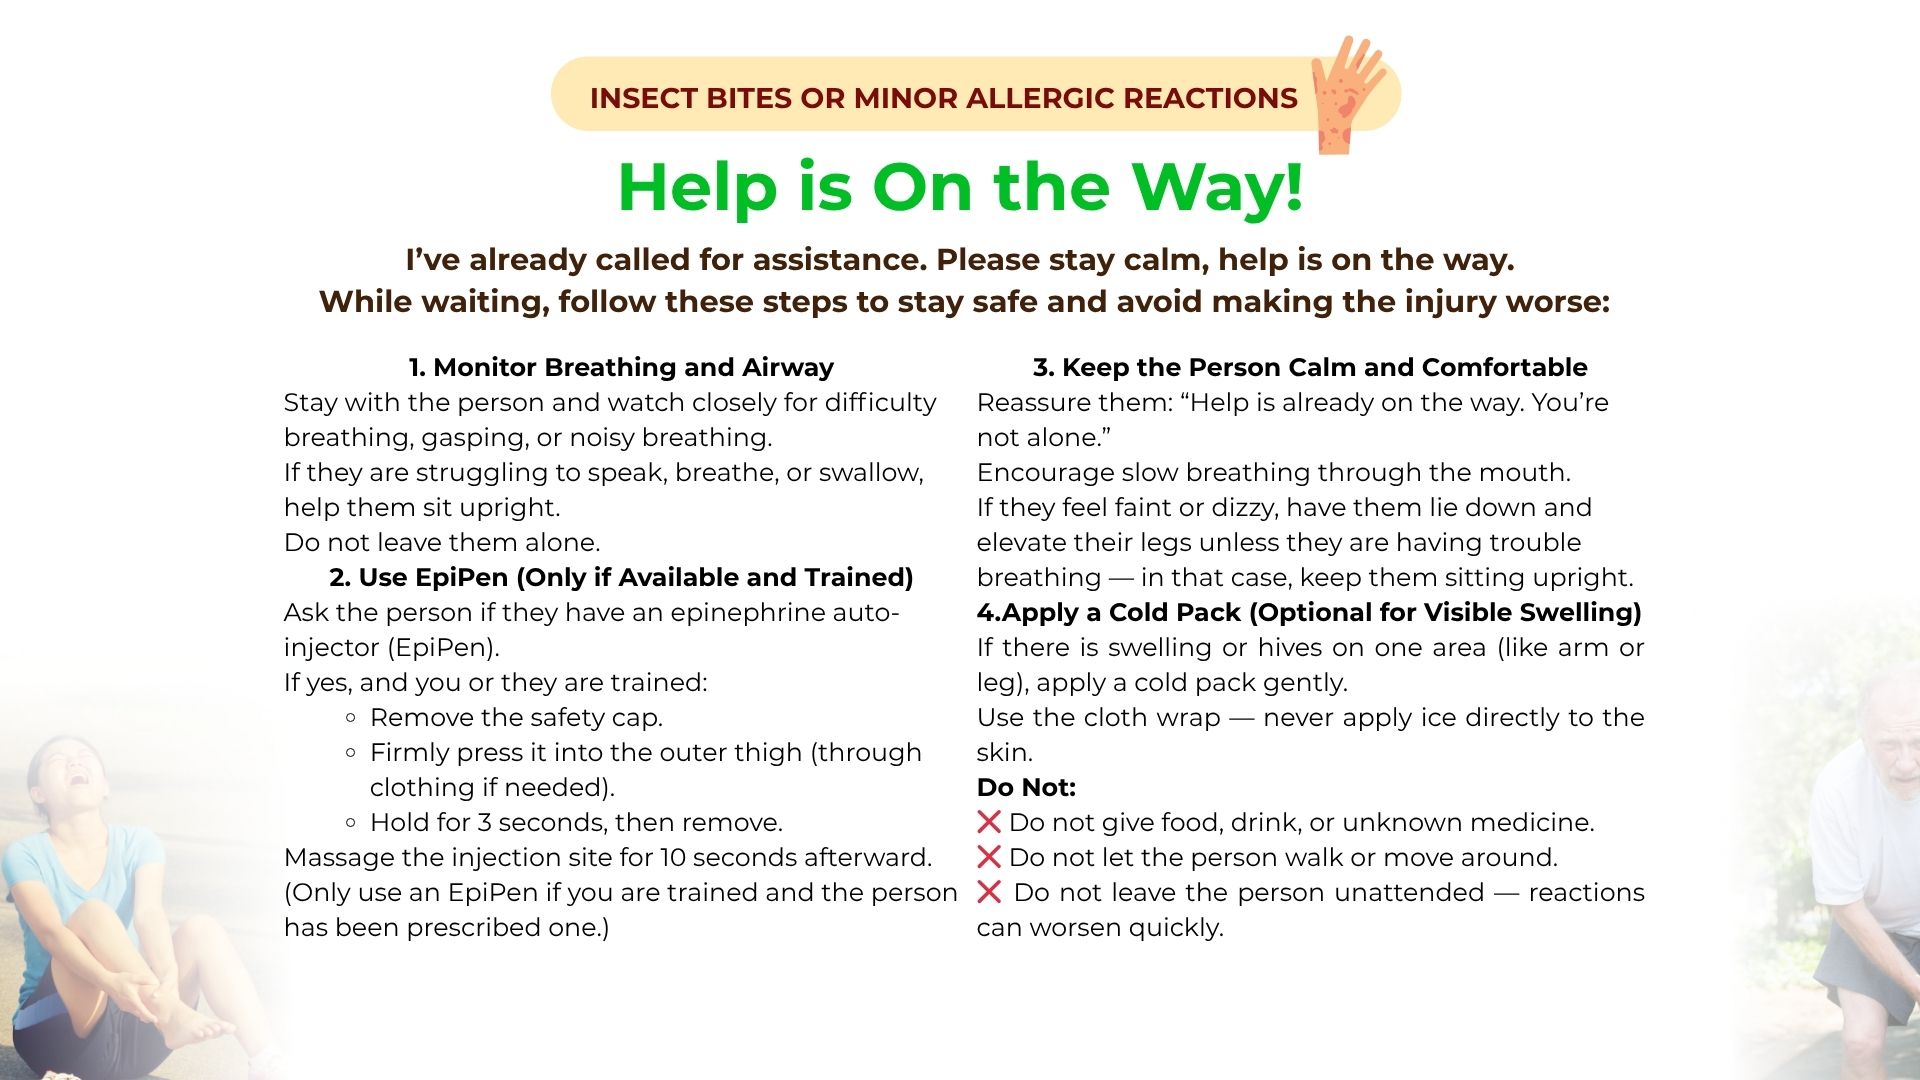 INSECT BITES OR MINOR ALLERGIC REACTIONS
Help is On the Way!
I’ve already called for assistance. Please stay calm, help is on the way.
While waiting, follow these steps to stay safe and avoid making the injury worse:
1. Monitor Breathing and Airway
Stay with the person and watch closely for difficulty
breathing, gasping, or noisy breathing.
If they are struggling to speak, breathe, or swallow,
help them sit upright.
Do not leave them alone.
2. Use EpiPen (Only if Available and Trained)
Ask the person if they have an epinephrine auto-
injector (EpiPen).
If yes, and you or they are trained:
◦ Remove the safety cap.
◦ Firmly press it into the outer thigh (through
clothing if needed).
◦ Hold for 3 seconds, then remove.
Massage the injection site for 10 seconds afterward.
(Only use an EpiPen if you are trained and the person
has been prescribed one.)
3. Keep the Person Calm and Comfortable
Reassure them: “Help is already on the way. You’re
not alone.”
Encourage slow breathing through the mouth.
If they feel faint or dizzy, have them lie down and
elevate their legs unless they are having trouble
breathing — in that case, keep them sitting upright.
4.Apply a Cold Pack (Optional for Visible Swelling)
If there is swelling or hives on one area (like arm or
leg), apply a cold pack gently.
Use the cloth wrap — never apply ice directly to the
skin.
Do Not:
❌ Do not give food, drink, or unknown medicine.
❌ Do not let the person walk or move around.
❌ Do not leave the person unattended — reactions
can worsen quickly.